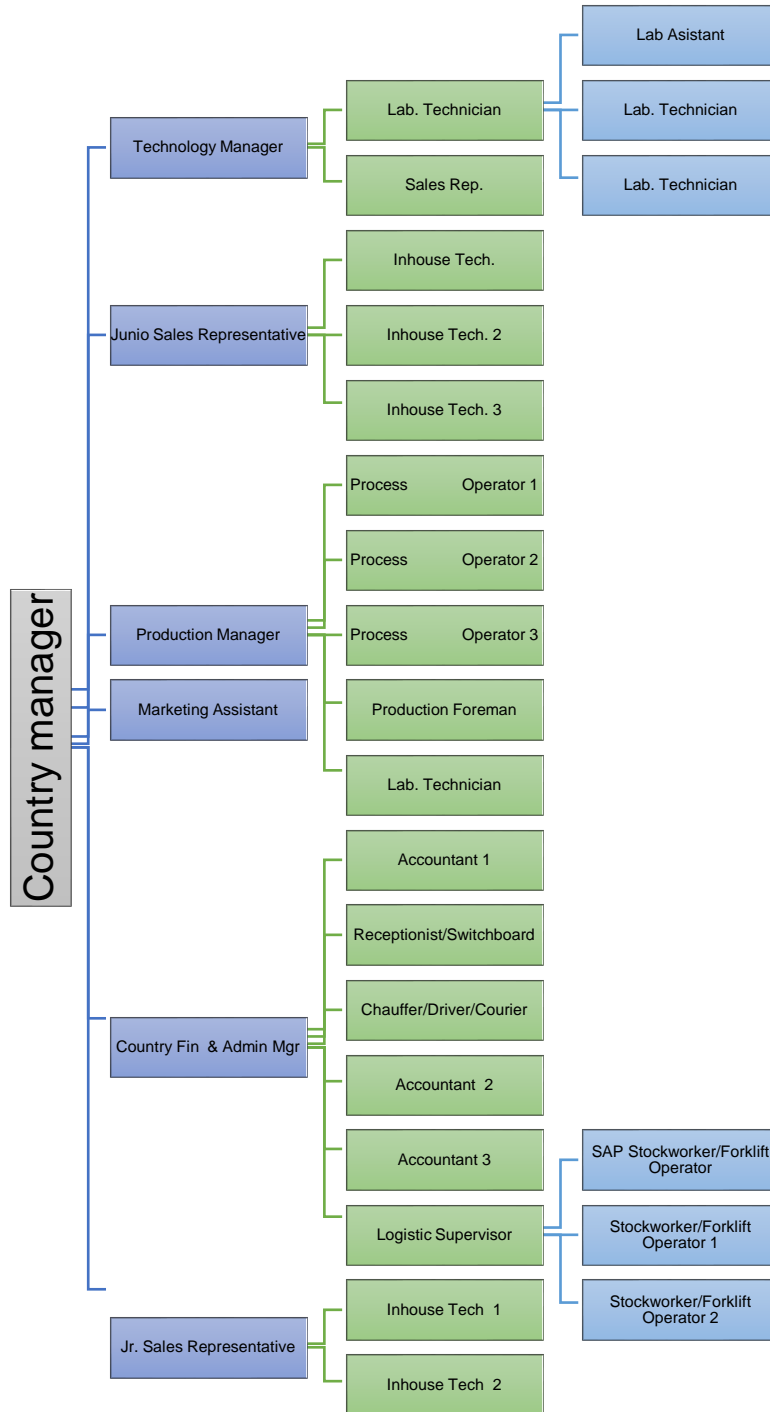 Country manager
Technology Manager
Lab. Technician
Lab Asistant
Lab. Technician
Lab. Technician
Sales Rep.
Junio Sales Representative
Inhouse Tech.
Inhouse Tech. 2
Inhouse Tech. 3
Production Manager
Process Operator 1
Process Operator 2
Process Operator 3
Production Foreman
Lab. Technician
Marketing Assistant
Country Fin & Admin Mgr
Accountant 1
Receptionist/Switchboard
Chauffer/Driver/Courier
Accountant 2
Accountant 3
Logistic Supervisor
SAP Stockworker/Forklift
Operator
Stockworker/Forklift
Operator 1
Stockworker/Forklift
Operator 2
Jr. Sales Representative
Inhouse Tech 1
Inhouse Tech 2